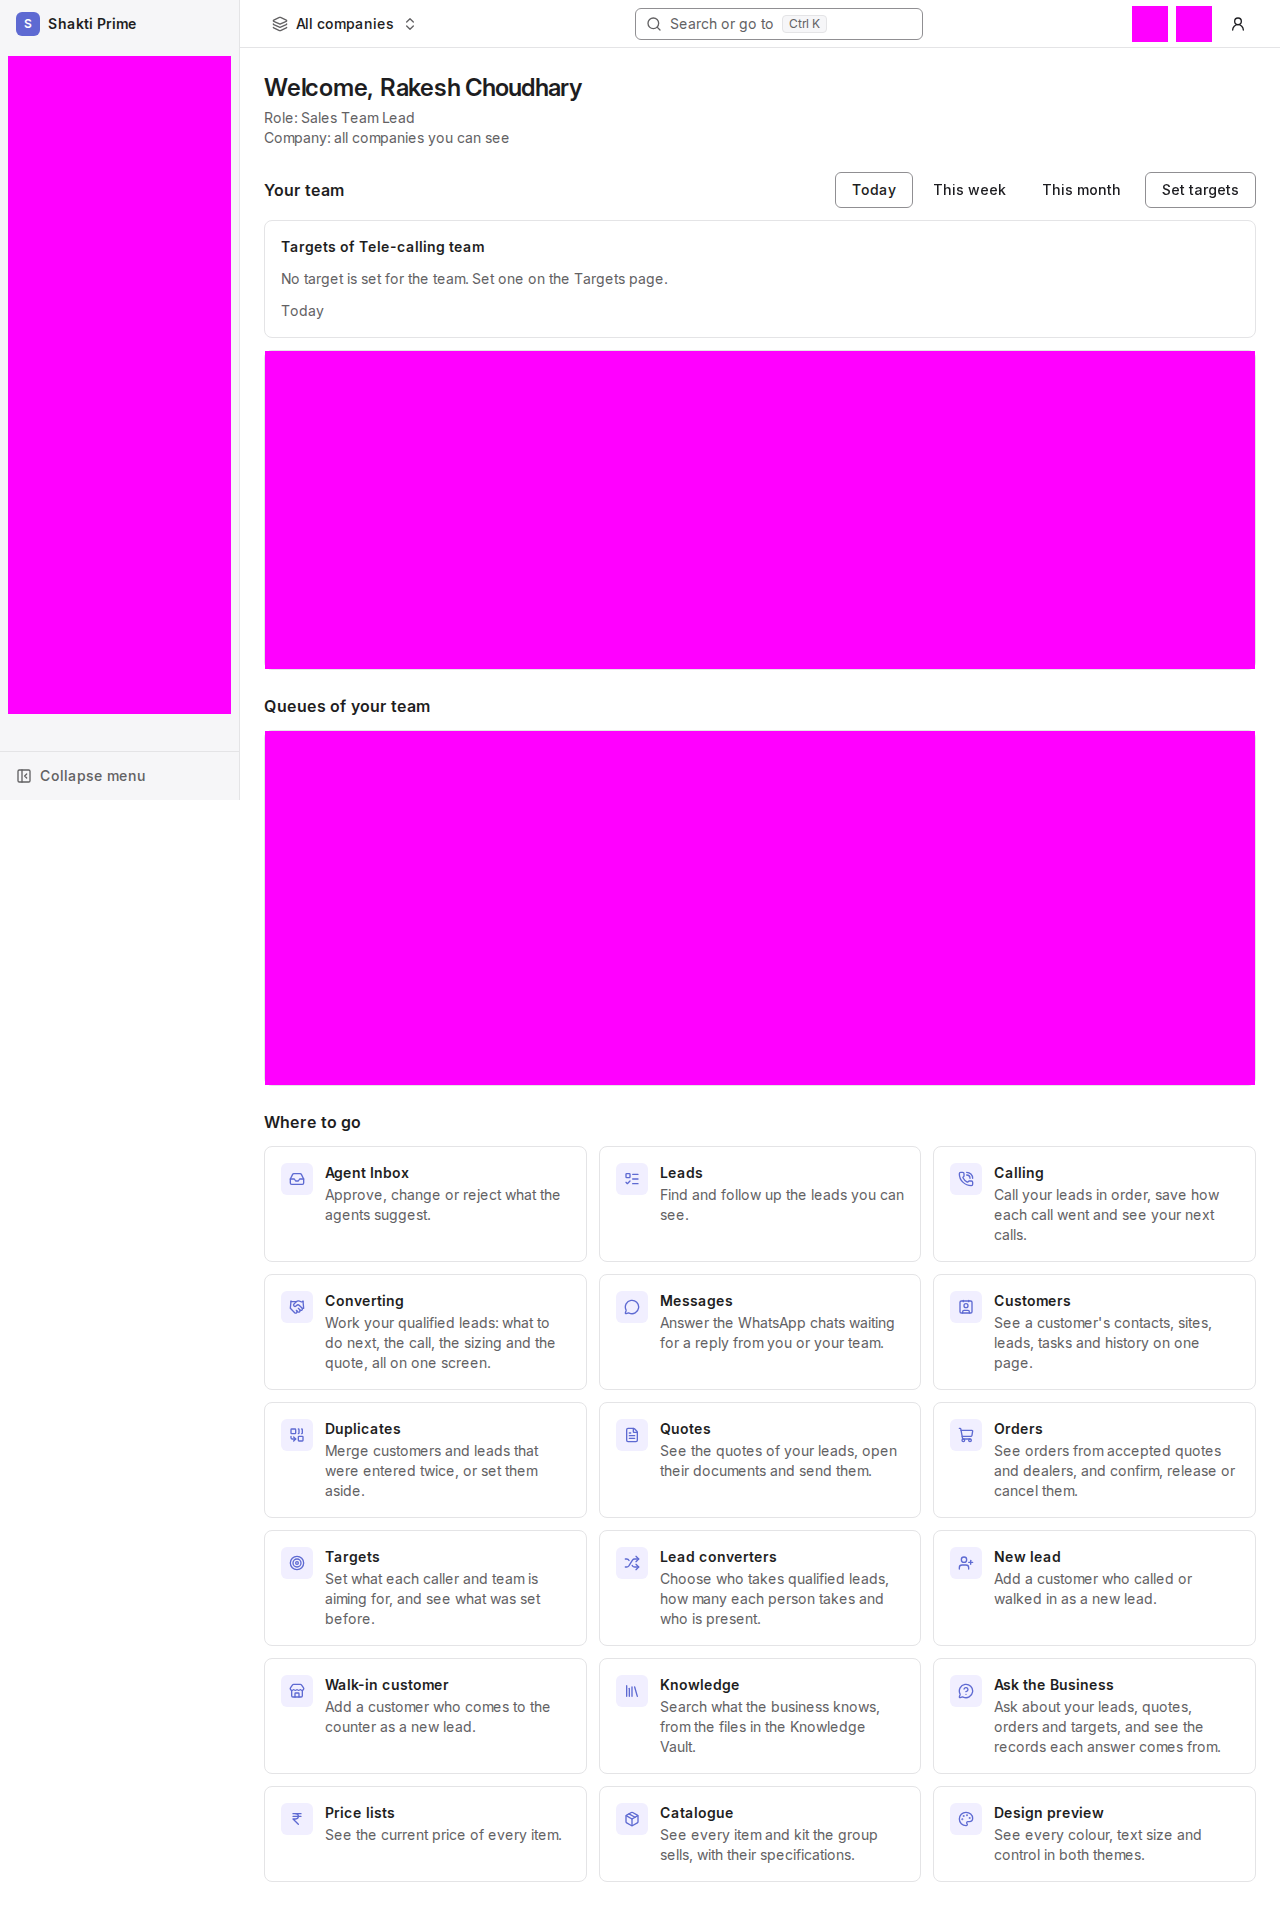 S Shakti Prime
All companies
Search or go to Ctrl K
Welcome, Rakesh Choudhary
Role: Sales Team Lead
Company: all companies you can see
Your team
Today
This week
This month
Set targets
Targets of Tele-calling team
No target is set for the team. Set one on the Targets page.
Today
Queues of your team
Collapse menu
Where to go
Agent Inbox
Approve, change or reject what the
agents suggest.
Leads
Find and follow up the leads you can
see.
Calling
Call your leads in order, save how
each call went and see your next
calls.
Converting
Work your qualified leads: what to
do next, the call, the sizing and the
quote, all on one screen.
Messages
Answer the WhatsApp chats waiting
for a reply from you or your team.
Customers
See a customer's contacts, sites,
leads, tasks and history on one
page.
Duplicates
Merge customers and leads that
were entered twice, or set them
aside.
Quotes
See the quotes of your leads, open
their documents and send them.
Orders
See orders from accepted quotes
and dealers, and confirm, release or
cancel them.
Targets
Set what each caller and team is
aiming for, and see what was set
before.
Lead converters
Choose who takes qualified leads,
how many each person takes and
who is present.
New lead
Add a customer who called or
walked in as a new lead.
Walk-in customer
Add a customer who comes to the
counter as a new lead.
Knowledge
Search what the business knows,
from the files in the Knowledge
Vault.
Ask the Business
Ask about your leads, quotes,
orders and targets, and see the
records each answer comes from.
Price lists
See the current price of every item.
Catalogue
See every item and kit the group
sells, with their specifications.
Design preview
See every colour, text size and
control in both themes.